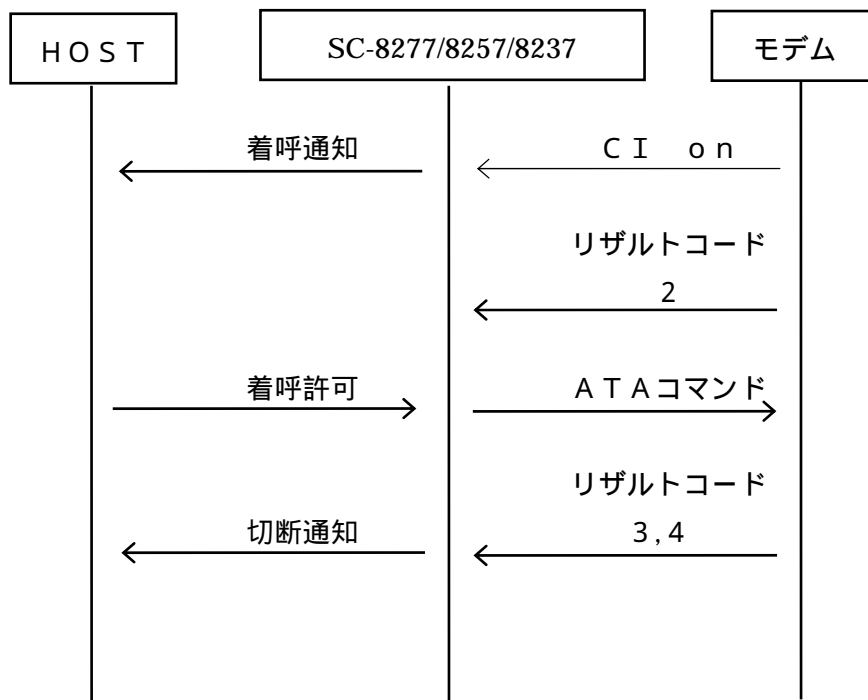 ＨＯＳＴ
SC-8277/8257/8237
モデム
着呼通知
ＣＩ　ｏｎ
リザルトコード
２
着呼許可
ＡＴＡコマンド
リザルトコード
切断通知
３,４